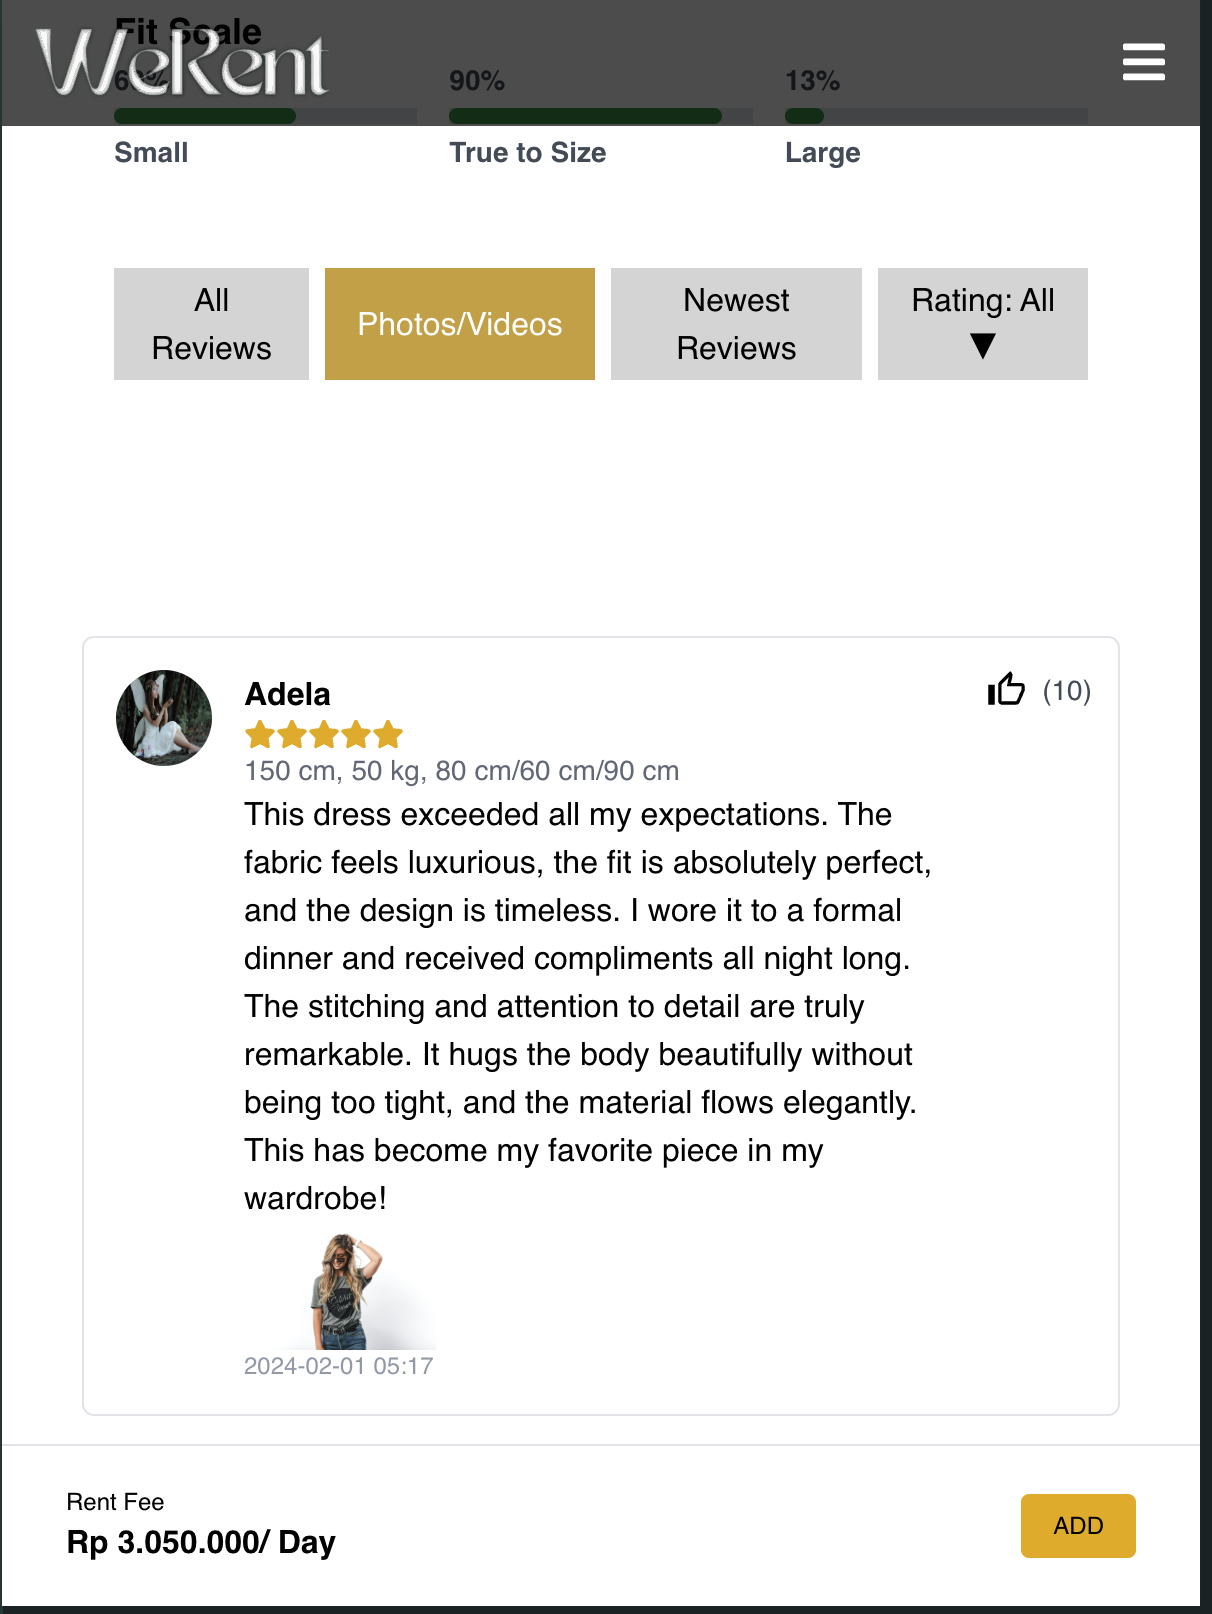 Fit Scale
WeRent
90%
13%
Small
True to Size
Large
All
Reviews
Photos/Videos
Newest
Reviews
Rating: All
▼
Adela
(10)
150 cm, 50 kg, 80 cm/60 cm/90 cm
This dress exceeded all my expectations. The
fabric feels luxurious, the fit is absolutely perfect,
and the design is timeless. I wore it to a formal
dinner and received compliments all night long.
The stitching and attention to detail are truly
remarkable. It hugs the body beautifully without
being too tight, and the material flows elegantly.
This has become my favorite piece in my
wardrobe!
2024-02-01 05:17
Rent Fee
Rp 3.050.000/ Day
ADD